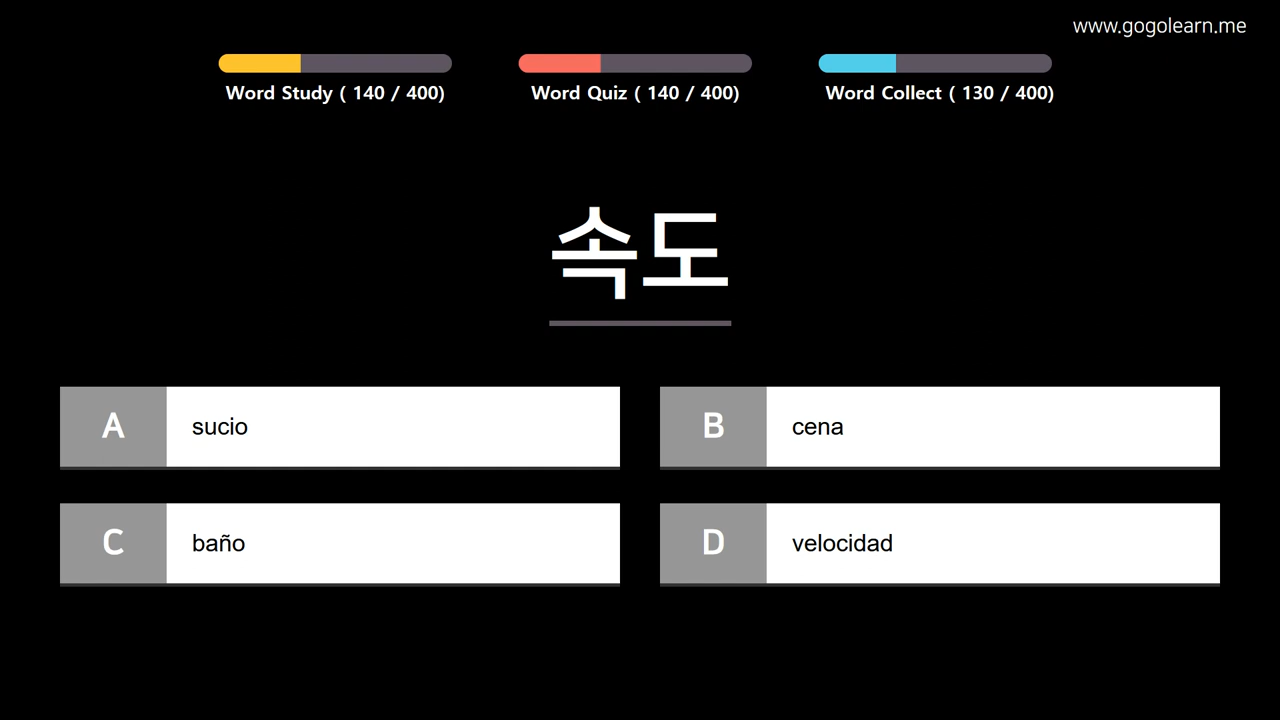 www.gogolearn.me
Word Study ( 140 / 400)
Word Quiz ( 140 / 400)
Word Collect ( 130 / 400)
속도
A sucio
B cena
C baño
D velocidad